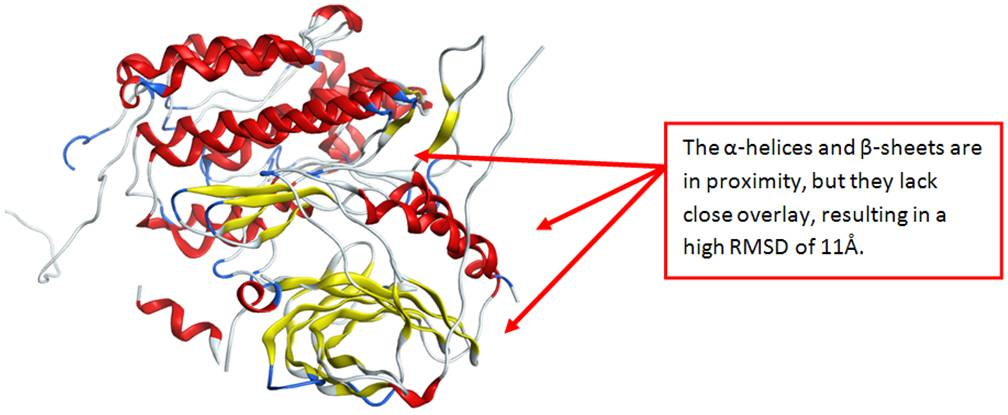 The α-helices and β-sheets are
in proximity, but they lack
close overlay, resulting in a
high RMSD of 11Å.